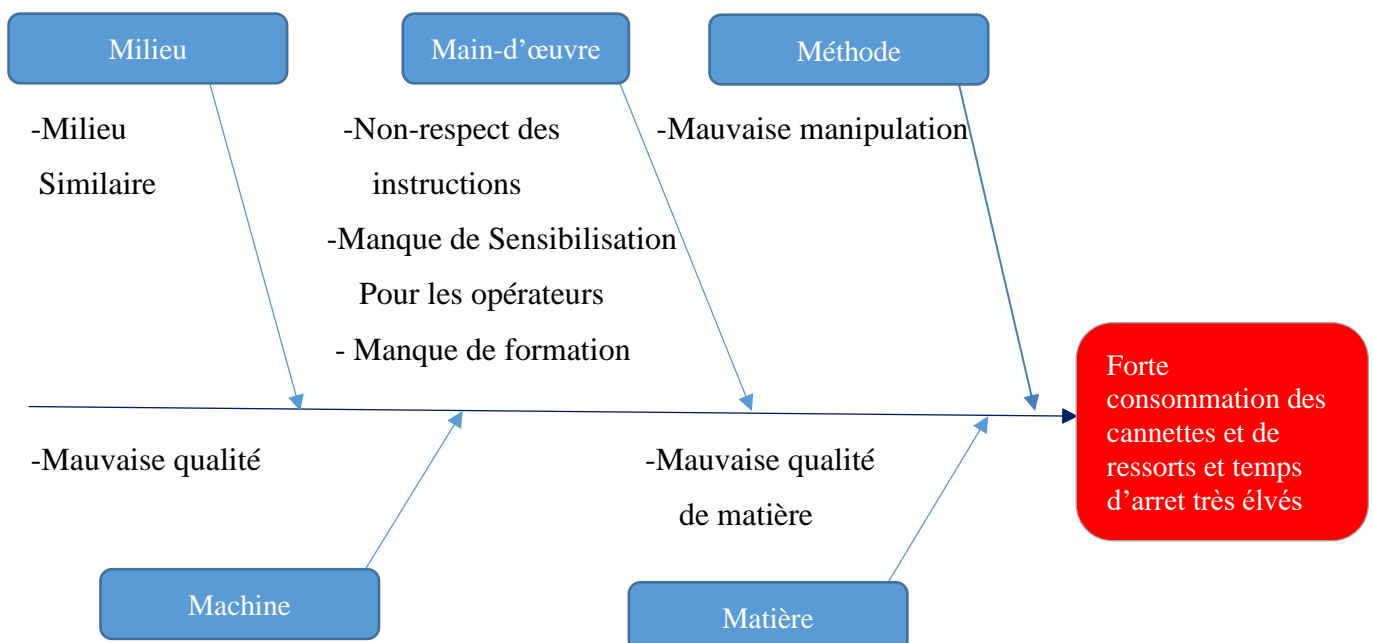 Milieu
Main-d’œuvre
Méthode
-Milieu
Similaire
-Non-respect des
instructions
-Manque de Sensibilisation
Pour les opérateurs
- Manque de formation
-Mauvaise manipulation
Forte
consommation des
cannettes et de
ressorts et temps
d’arret très élvés
-Mauvaise qualité
-Mauvaise qualité
de matière
Machine
Matière